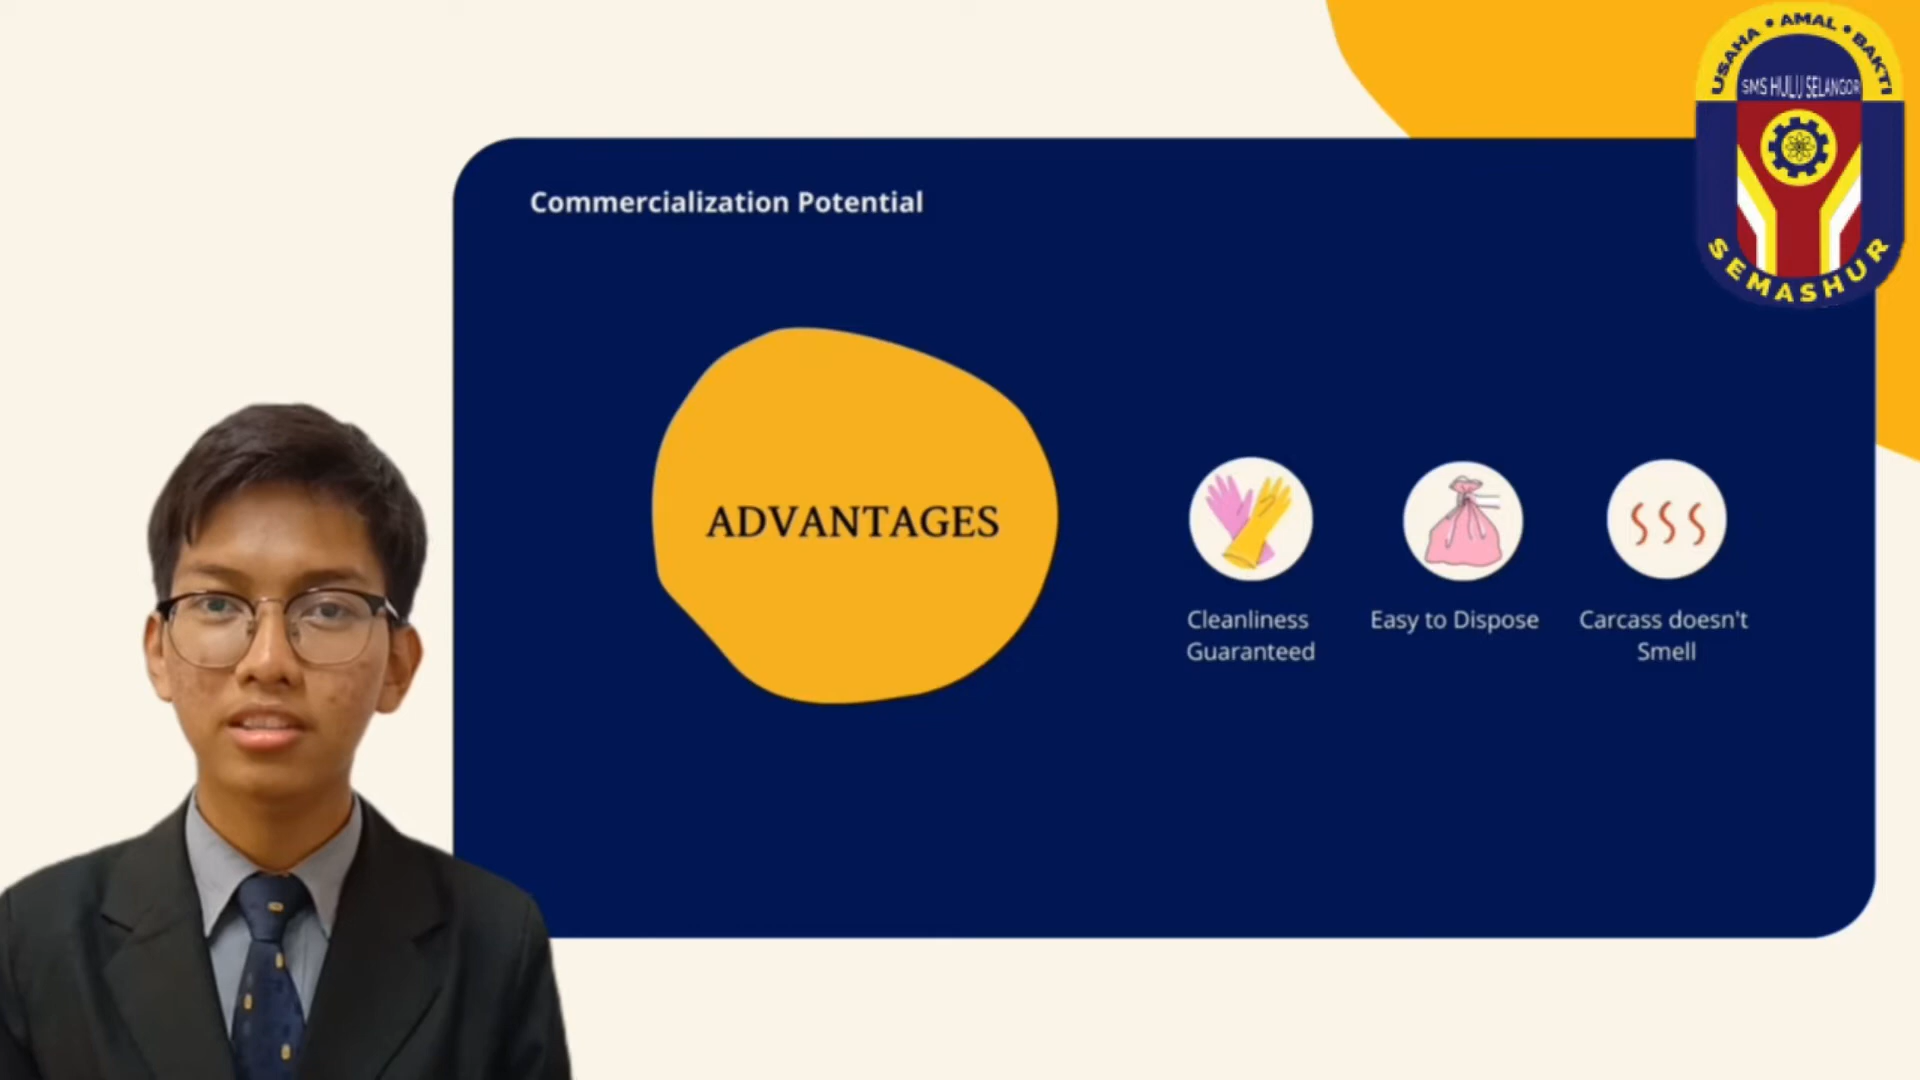 USAHA • AMAL • BAKTI
SMS HULU SELANGOR
SEMASHUR
Commercialization Potential
ADVANTAGES
Cleanliness
Guaranteed
Easy to Dispose
Carcass doesn't
Smell